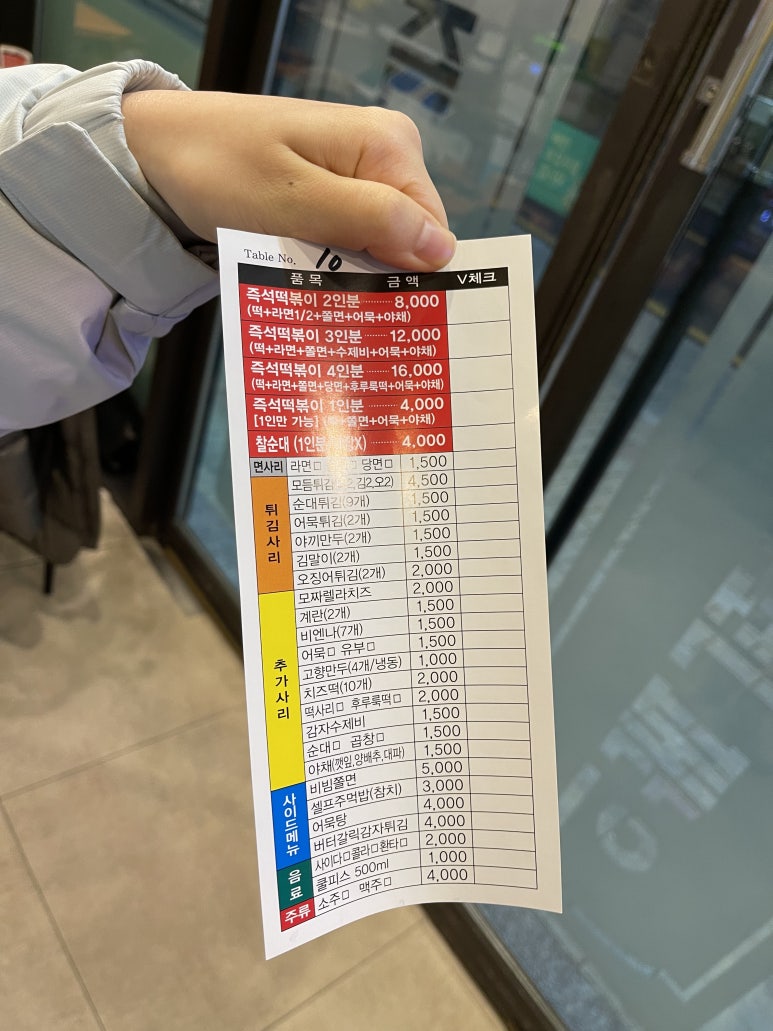 Table No. 10
품목 금액 V체크
즉석떡볶이 2인분 ········ 8,000
(떡+라면1/2+쫄면+어묵+야채)
즉석떡볶이 3인분 ······· 12,000
(떡+라면+쫄면+수제비+어묵+야채)
즉석떡볶이 4인분 ······· 16,000
(떡+라면+쫄면+당면+후루룩떡+어묵+야채)
즉석떡볶이 1인분 ········ 4,000
[1인만 가능] +쫄면+어묵+야채)
찰순대 (1인분 X) ······· 4,000
면사리 라면□ □ 당면□ 1,500
튀김사리
모듬튀김 김2,오2) 4,500
순대튀김(9개) 1,500
어묵튀김(2개) 1,500
야끼만두(2개) 1,500
김말이(2개) 1,500
오징어튀김(2개) 2,000
추가사리
모짜렐라치즈 2,000
계란(2개) 1,500
비엔나(7개) 1,500
어묵□ 유부□ 1,500
고향만두(4개/냉동) 1,000
치즈떡(10개) 2,000
떡사리□ 후루룩떡□ 2,000
감자수제비 1,500
순대□ 곱창□ 1,500
야채(깻잎,양배추,대파) 1,500
사이드메뉴
비빔쫄면 5,000
셀프주먹밥(참치) 3,000
어묵탕 4,000
버터갈릭감자튀김 4,000
음료
사이다□콜라□환타□ 2,000
쿨피스 500ml 1,000
주류 소주□ 맥주□ 4,000